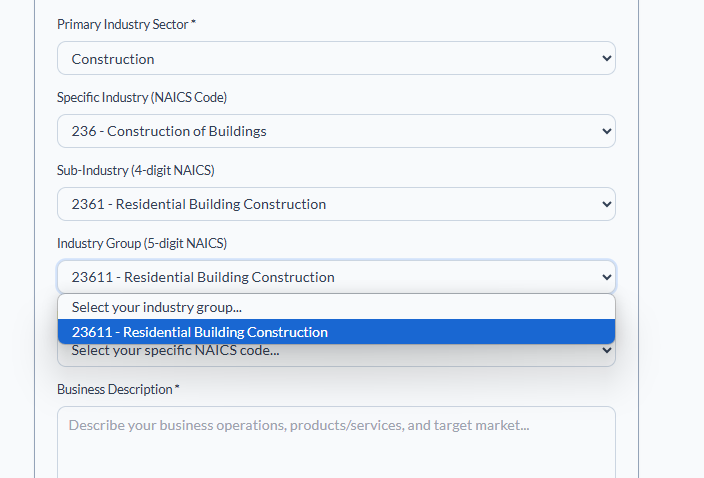 Primary Industry Sector *
Construction
Specific Industry (NAICS Code)
236 - Construction of Buildings
Sub-Industry (4-digit NAICS)
2361 - Residential Building Construction
Industry Group (5-digit NAICS)
23611 - Residential Building Construction
Select your industry group...
23611 - Residential Building Construction
Select your specific NAICS code...
Business Description *
Describe your business operations, products/services, and target market...